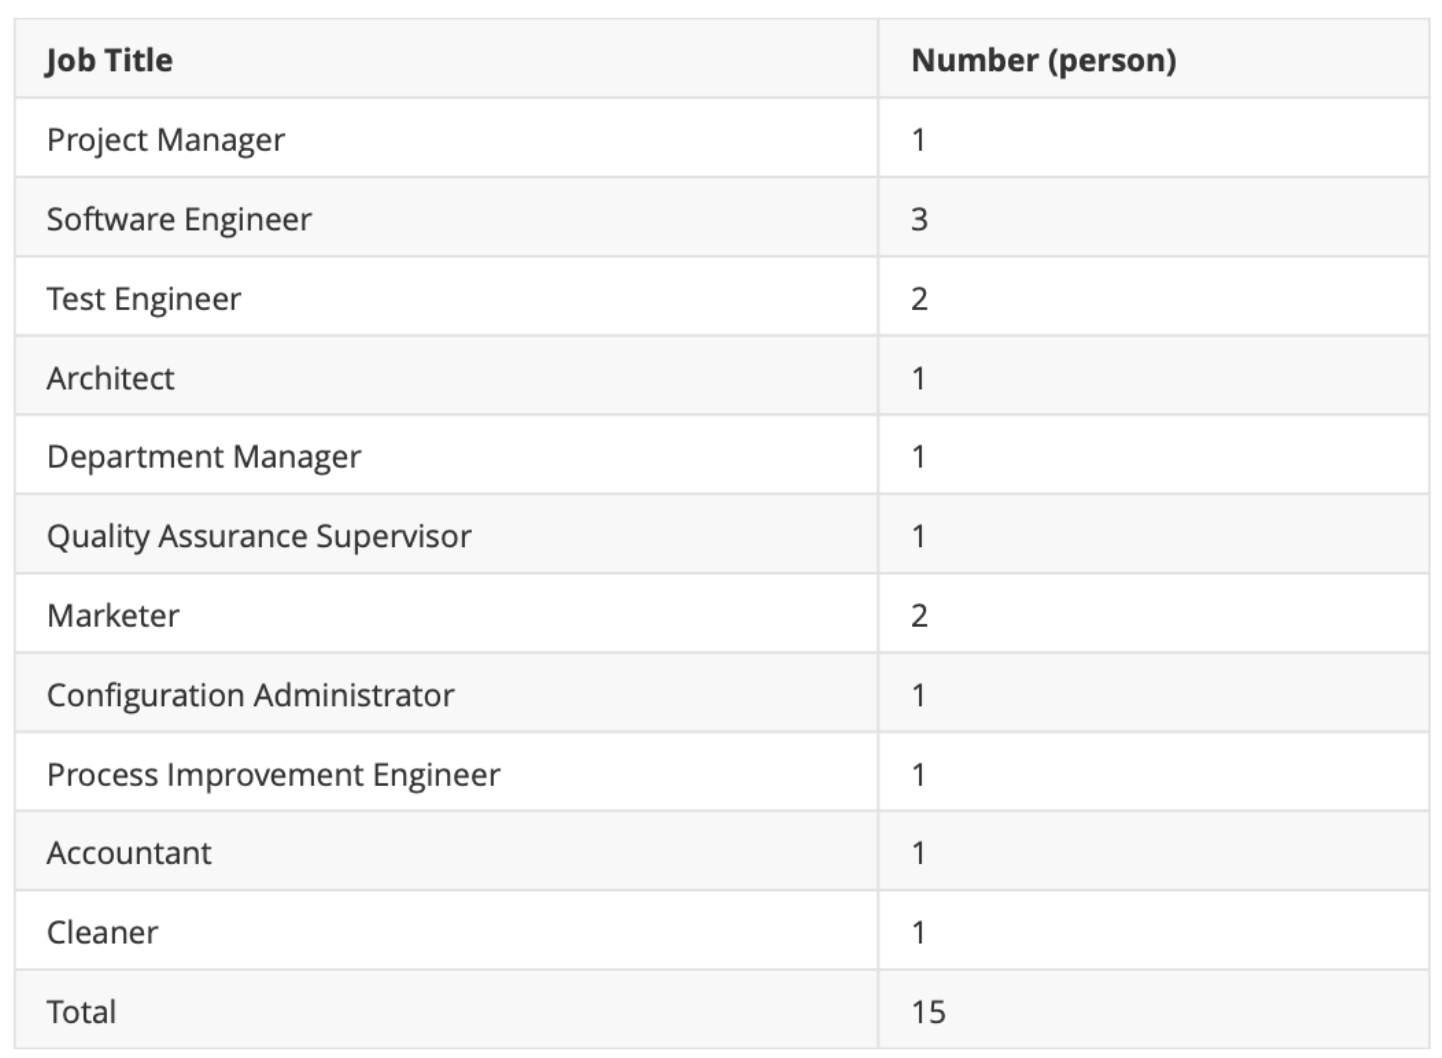 Job Title Number (person)
Project Manager 1
Software Engineer 3
Test Engineer 2
Architect 1
Department Manager 1
Quality Assurance Supervisor 1
Marketer 2
Configuration Administrator 1
Process Improvement Engineer 1
Accountant 1
Cleaner 1
Total 15